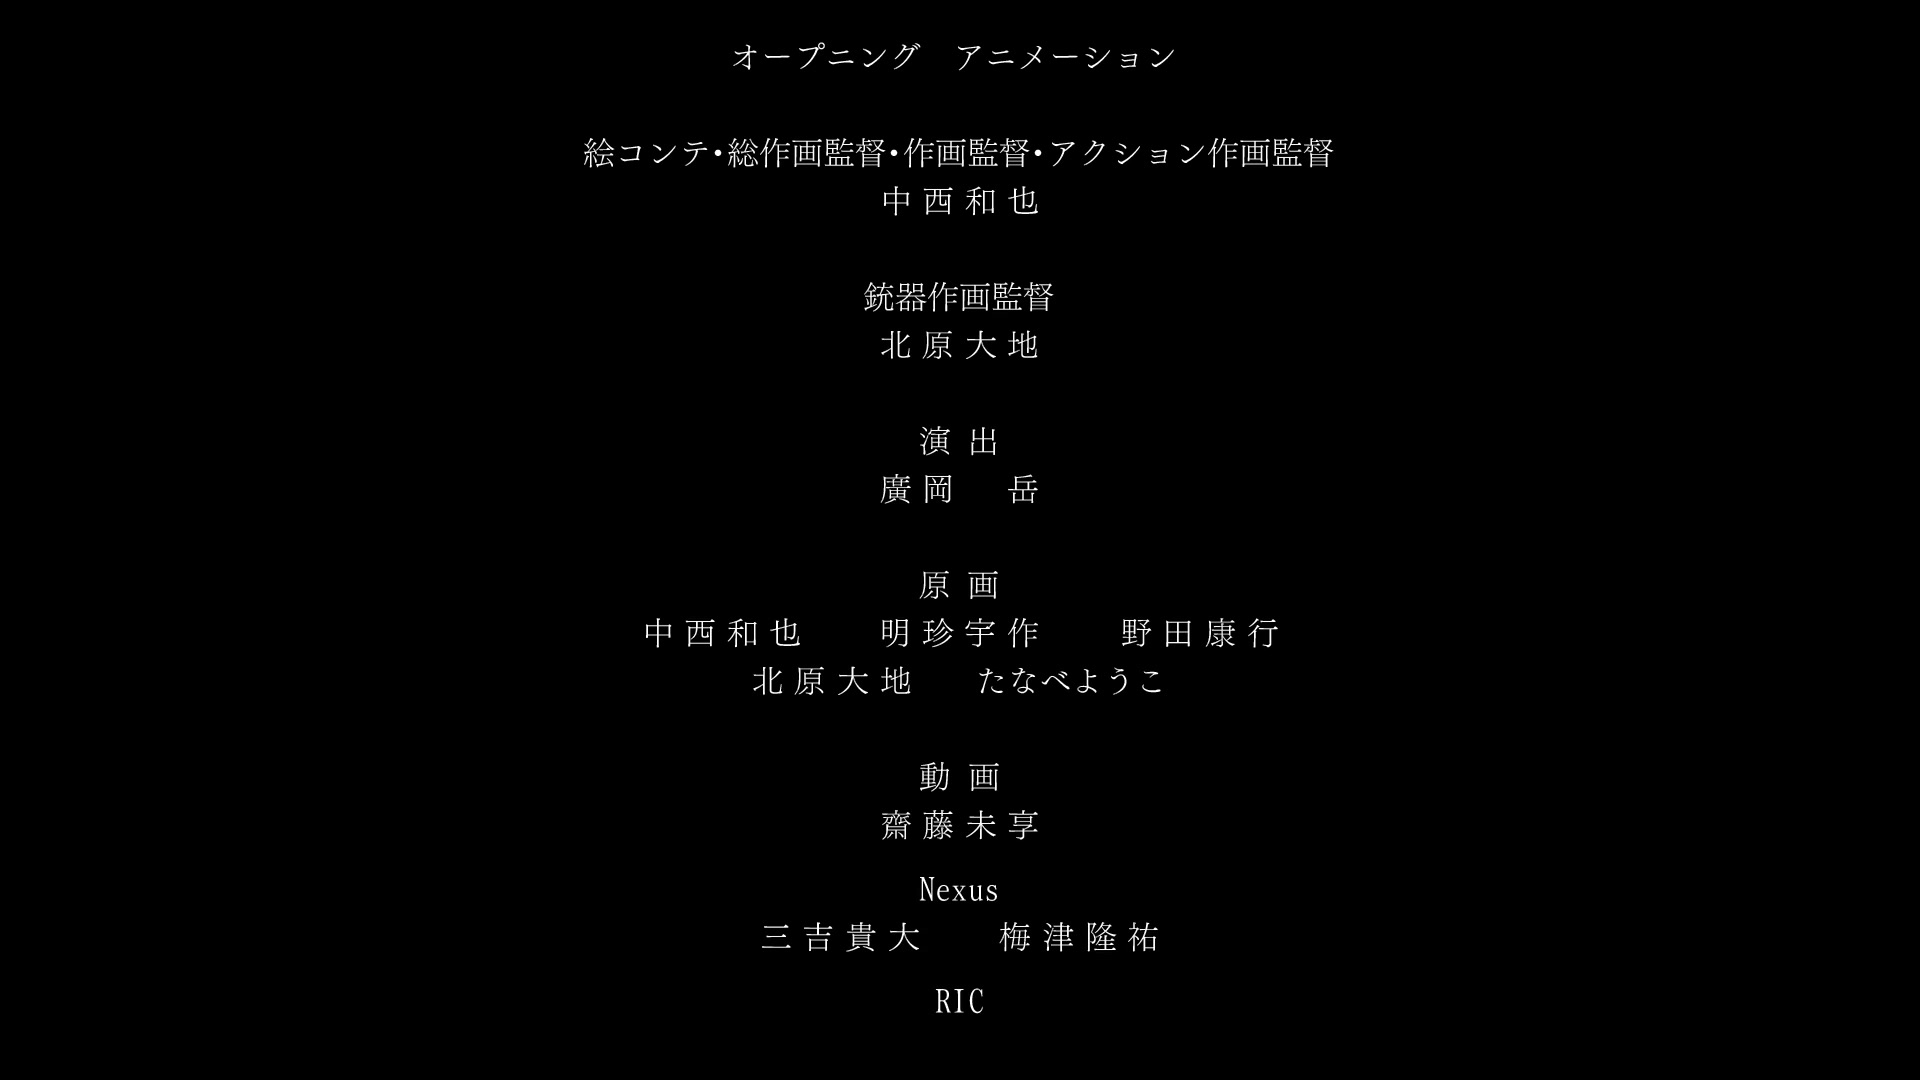 オープニング　アニメーション
絵コンテ・総作画監督・作画監督・アクション作画監督
中西和也
銃器作画監督
北原大地
演出
廣岡　岳
原画
中西和也　明珍宇作　野田康行
北原大地　たなべようこ
動画
齋藤未享
Nexus
三吉貴大　梅津隆祐
RIC